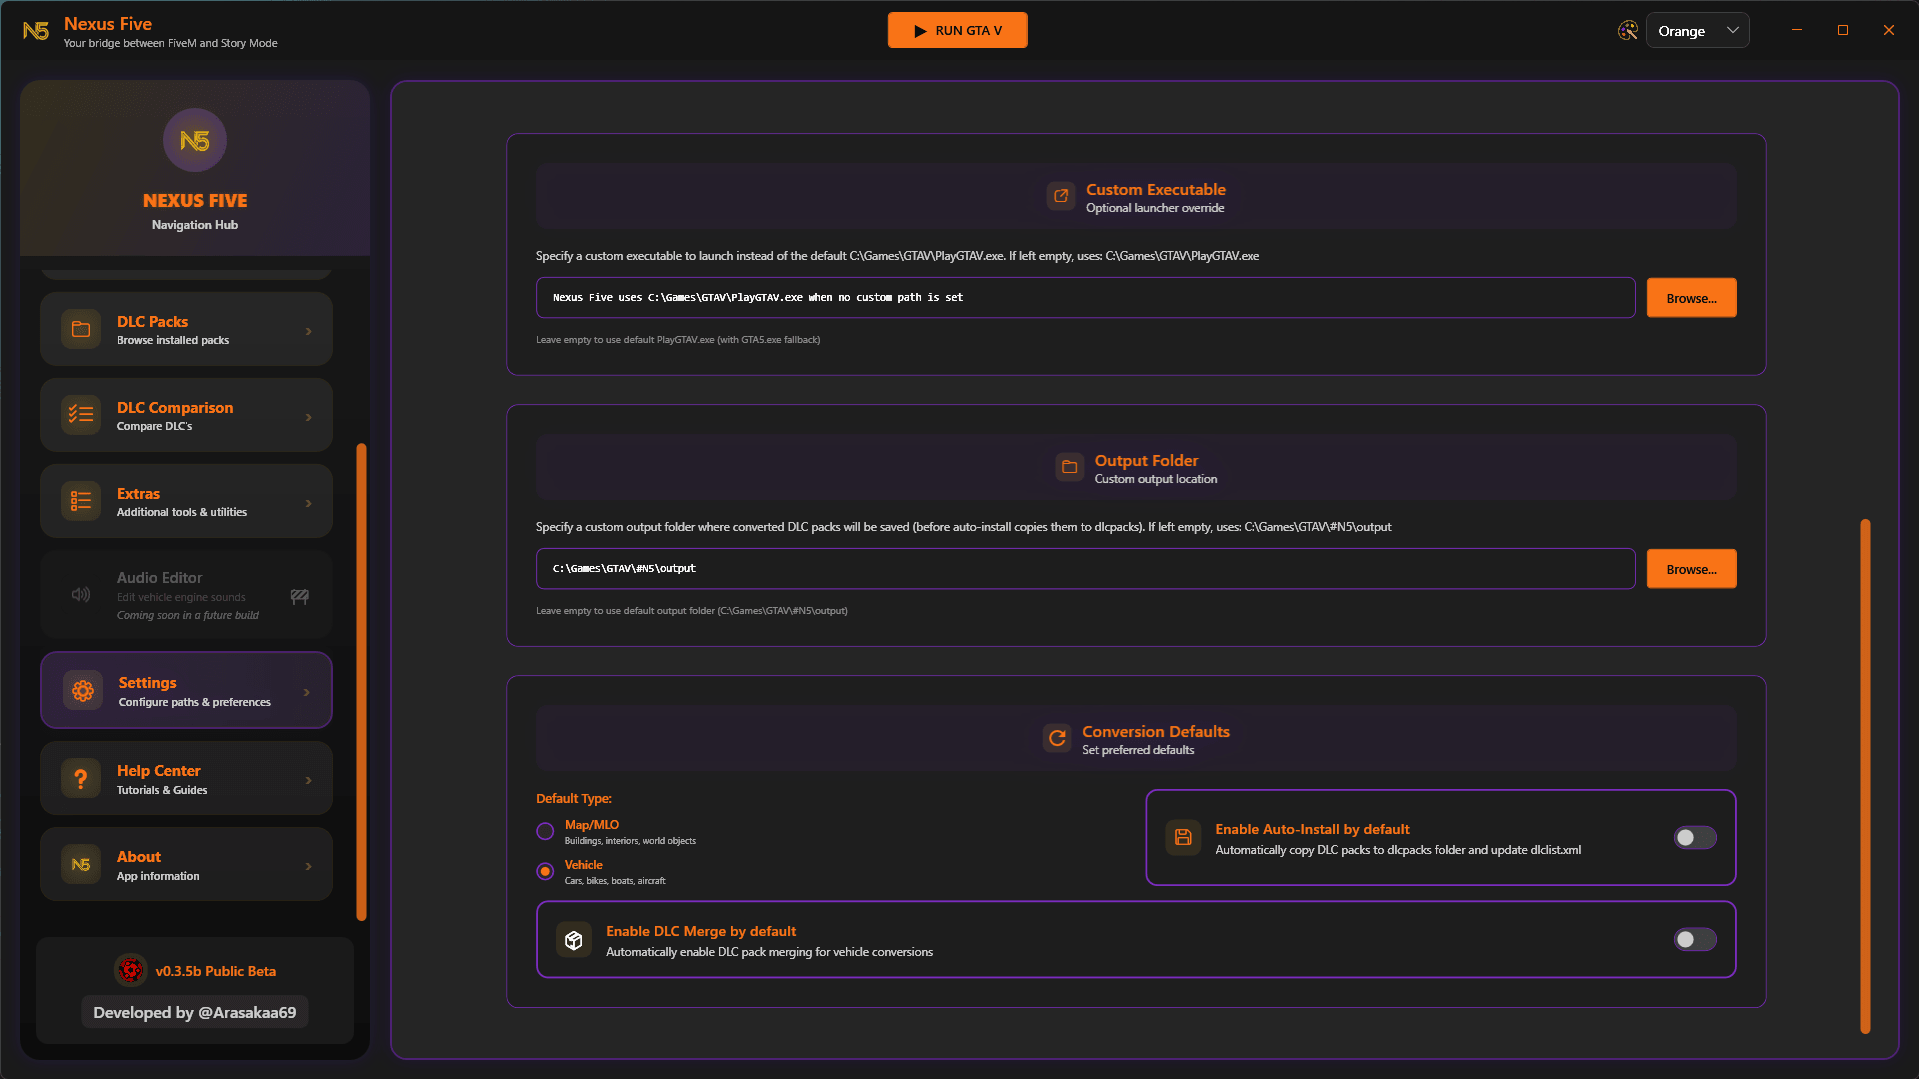 N5
Nexus Five
Your bridge between FiveM and Story Mode
RUN GTA V
Orange
N5
NEXUS FIVE
Navigation Hub
DLC Packs
Browse installed packs
DLC Comparison
Compare DLC's
Extras
Additional tools & utilities
Audio Editor
Edit vehicle engine sounds
Coming soon in a future build
Settings
Configure paths & preferences
Help Center
Tutorials & Guides
N5
About
App information
v0.3.5b Public Beta
Developed by @Arasakaa69
Custom Executable
Optional launcher override
Specify a custom executable to launch instead of the default C:\Games\GTAV\PlayGTAV.exe. If left empty, uses: C:\Games\GTAV\PlayGTAV.exe
Nexus Five uses C:\Games\GTAV\PlayGTAV.exe when no custom path is set
Browse...
Leave empty to use default PlayGTAV.exe (with GTA5.exe fallback)
Output Folder
Custom output location
Specify a custom output folder where converted DLC packs will be saved (before auto-install copies them to dlcpacks). If left empty, uses: C:\Games\GTAV\#N5\output
C:\Games\GTAV\#N5\output
Browse...
Leave empty to use default output folder (C:\Games\GTAV\#N5\output)
Conversion Defaults
Set preferred defaults
Default Type:
Map/MLO
Buildings, interiors, world objects
Vehicle
Cars, bikes, boats, aircraft
Enable Auto-Install by default
Automatically copy DLC packs to dlcpacks folder and update dlclist.xml
Enable DLC Merge by default
Automatically enable DLC pack merging for vehicle conversions